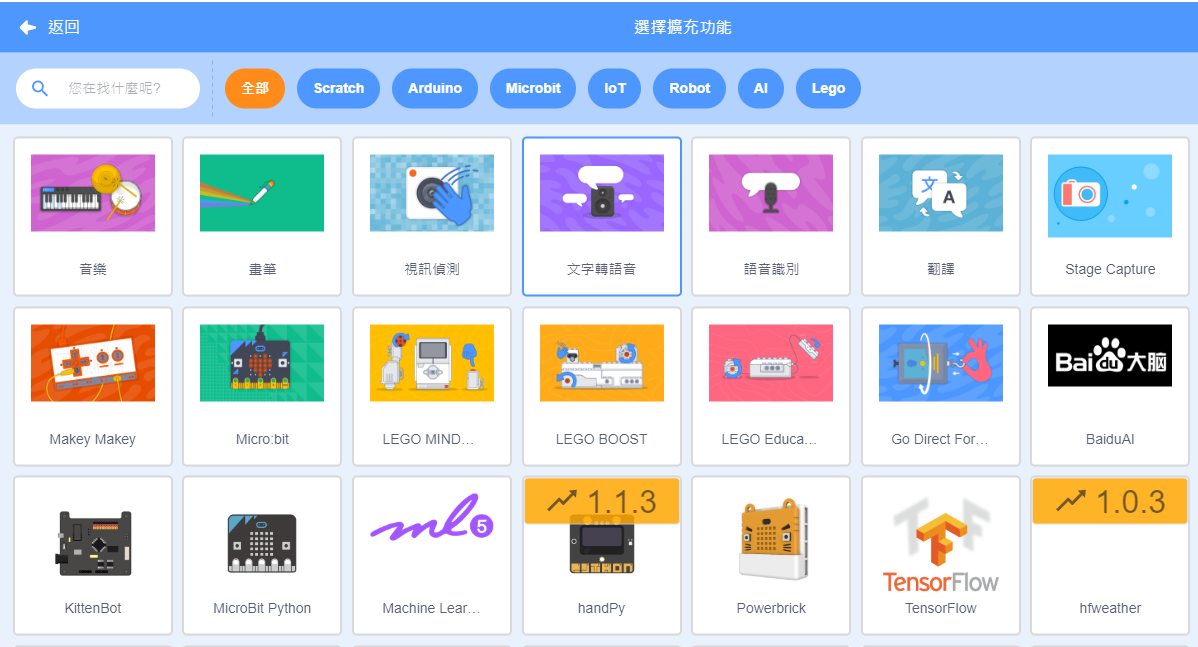 返回
選擇擴充功能
您在找什麼呢?
全部
Scratch
Arduino
Microbit
IoT
Robot
AI
Lego
文
A
音樂
畫筆
視訊偵測
文字轉語音
語音識別
翻譯
Stage Capture
Bai du 大脑
Makey Makey
Micro:bit
LEGO MIND...
LEGO BOOST
LEGO Educa...
Go Direct For...
BaiduAI
ml5
1.1.3
1.0.3
TensorFlow
KittenBot
MicroBit Python
Machine Lear...
handPy
Powerbrick
TensorFlow
hfweather